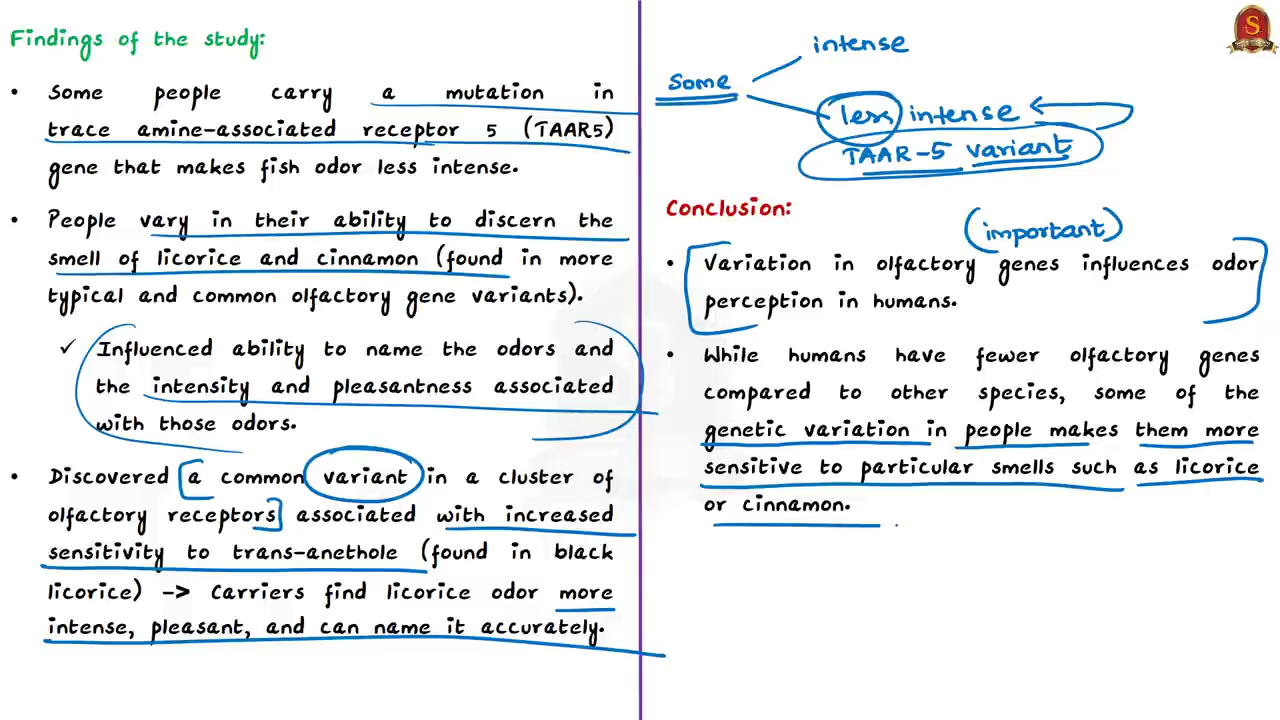 Findings of the study:
• Some people carry a mutation in
trace amine-associated receptor 5 (TAAR5)
gene that makes fish odor less intense.
• People vary in their ability to discern the
smell of licorice and cinnamon (found in more
typical and common olfactory gene variants).
✓ Influenced ability to name the odors and
the intensity and pleasantness associated
with those odors.
• Discovered [a common variant in a cluster of
olfactory receptors] associated with increased
sensitivity to trans-anethole (found in black
licorice) -> Carriers find licorice odor more
intense, pleasant, and can name it accurately.
intense
Some
less intense
TAAR-5 variant
Conclusion:
(important)
• Variation in olfactory genes influences odor
perception in humans.
• While humans have fewer olfactory genes
compared to other species, some of the
genetic variation in people makes them more
sensitive to particular smells such as licorice
or cinnamon.
S